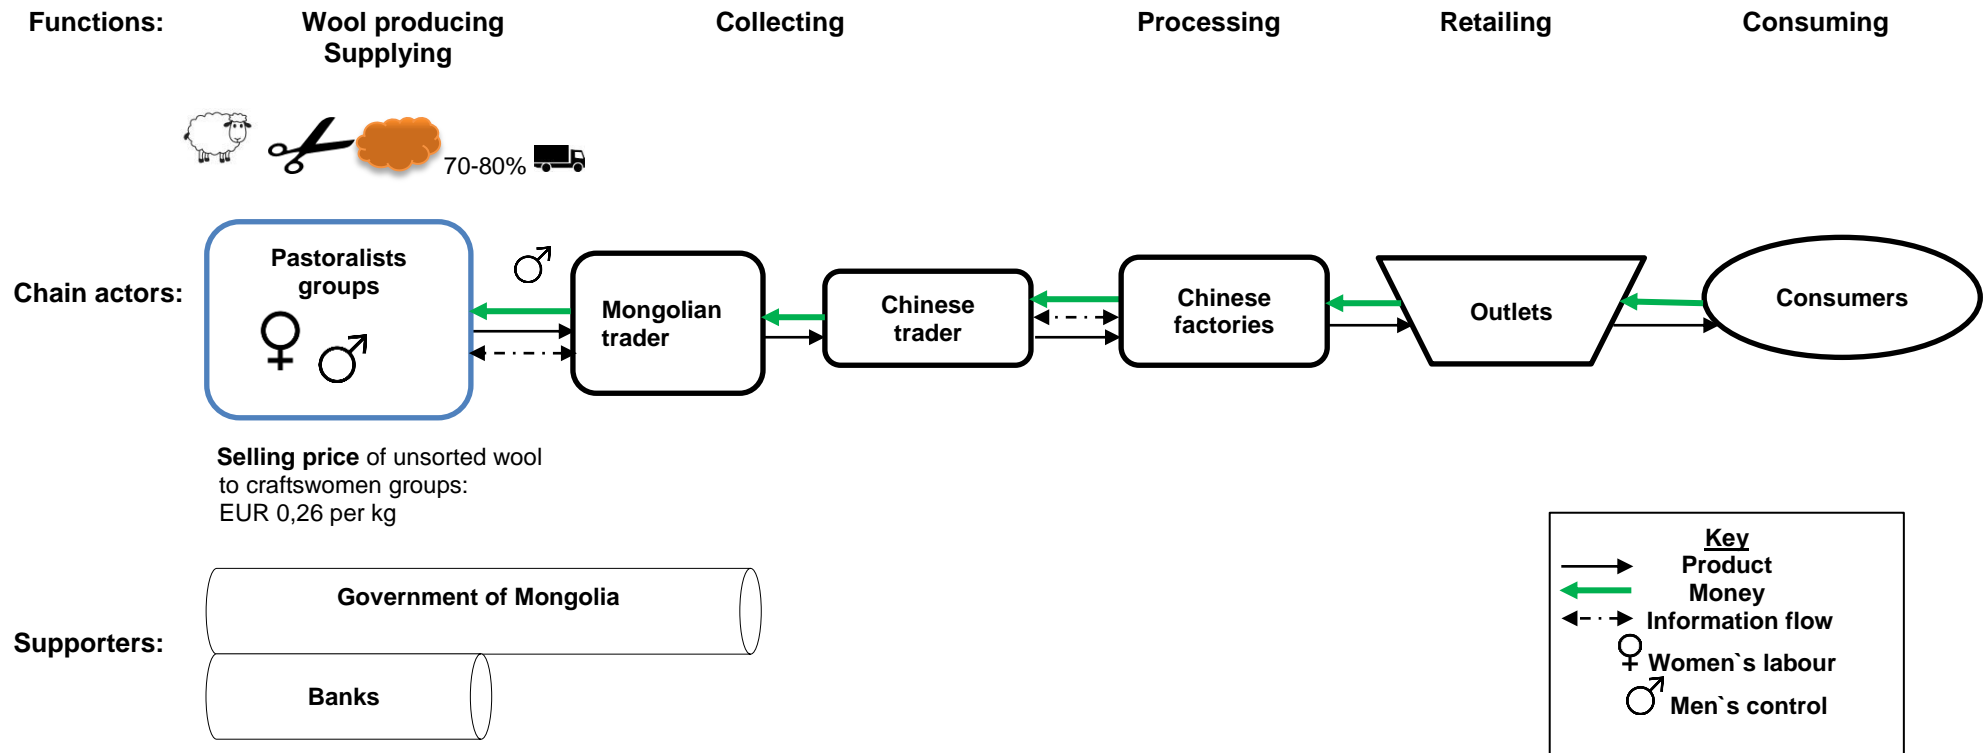 Functions:
Wool producing
Supplying
Collecting
Processing
Retailing
Consuming
70-80%
Chain actors:
Pastoralists
groups
Mongolian
trader
Chinese
trader
Chinese
factories
Outlets
Consumers
Selling price of unsorted wool
to craftswomen groups:
EUR 0,26 per kg
Supporters:
Government of Mongolia
Banks
Key
Product
Money
Information flow
Women`s labour
Men`s control